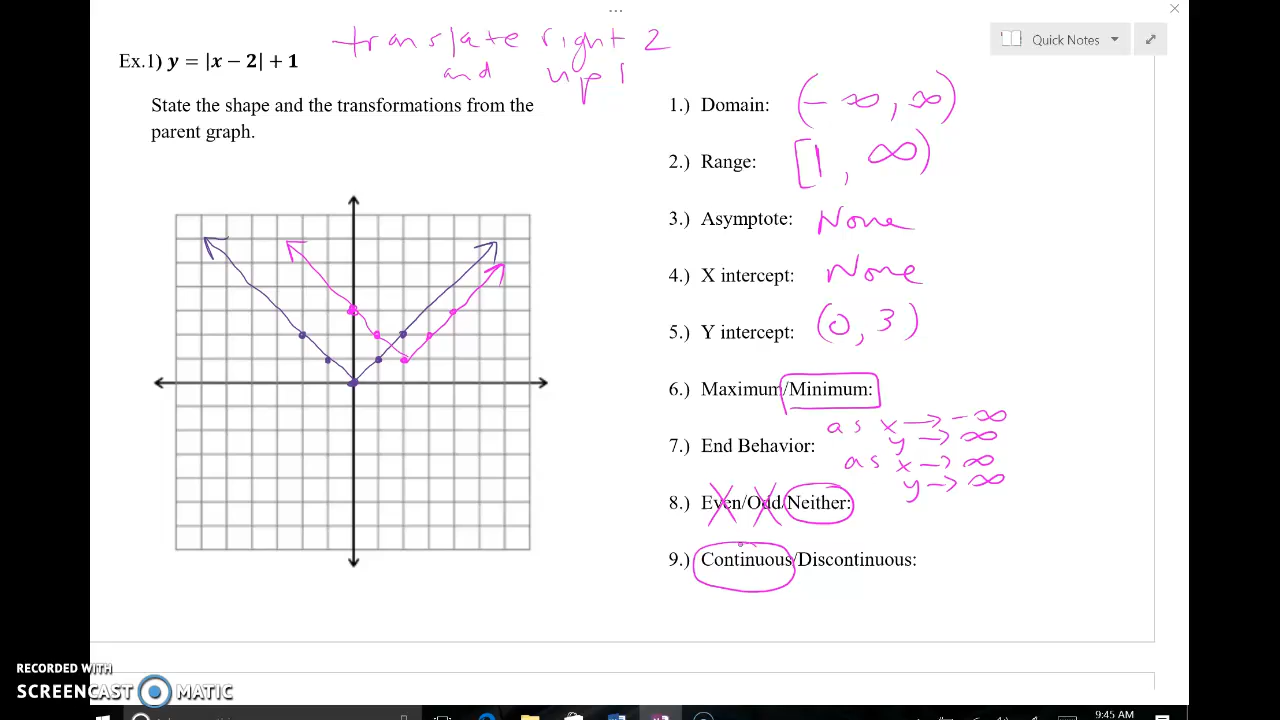 translate right 2
and up 1
Ex.1) y = |x − 2| + 1
State the shape and the transformations from the
parent graph.
Quick Notes
1.) Domain: (-∞, ∞)
2.) Range: [1, ∞)
3.) Asymptote: None
4.) X intercept: None
5.) Y intercept: (0, 3)
6.) Maximum/Minimum:
7.) End Behavior:
as x → -∞
y → ∞
as x → ∞
y → ∞
8.) Even/Odd/Neither:
9.) Continuous/Discontinuous:
RECORDED WITH
SCREENCAST MATIC
9:45 AM